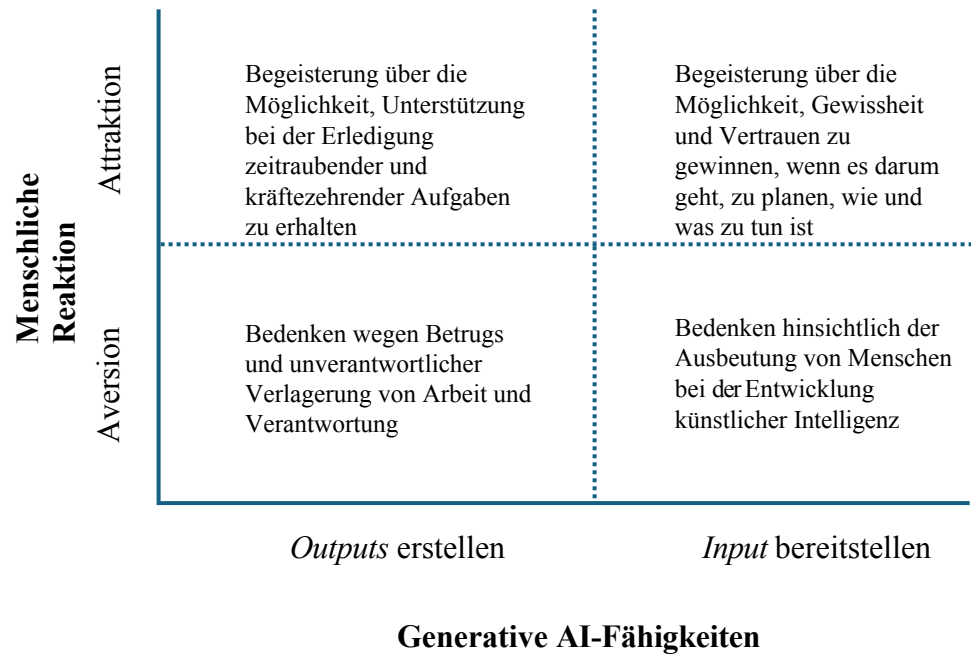 Menschliche
Reaktion
Attraktion
Begeisterung über die
Möglichkeit, Unterstützung
bei der Erledigung
zeitraubender und
kräftezehrender Aufgaben
zu erhalten
Begeisterung über die
Möglichkeit, Gewissheit
und Vertrauen zu
gewinnen, wenn es darum
geht, zu planen, wie und
was zu tun ist
Aversion
Bedenken wegen Betrugs
und unverantwortlicher
Verlagerung von Arbeit und
Verantwortung
Bedenken hinsichtlich der
Ausbeutung von Menschen
bei der Entwicklung
künstlicher Intelligenz
Outputs erstellen
Input bereitstellen
Generative AI-Fähigkeiten